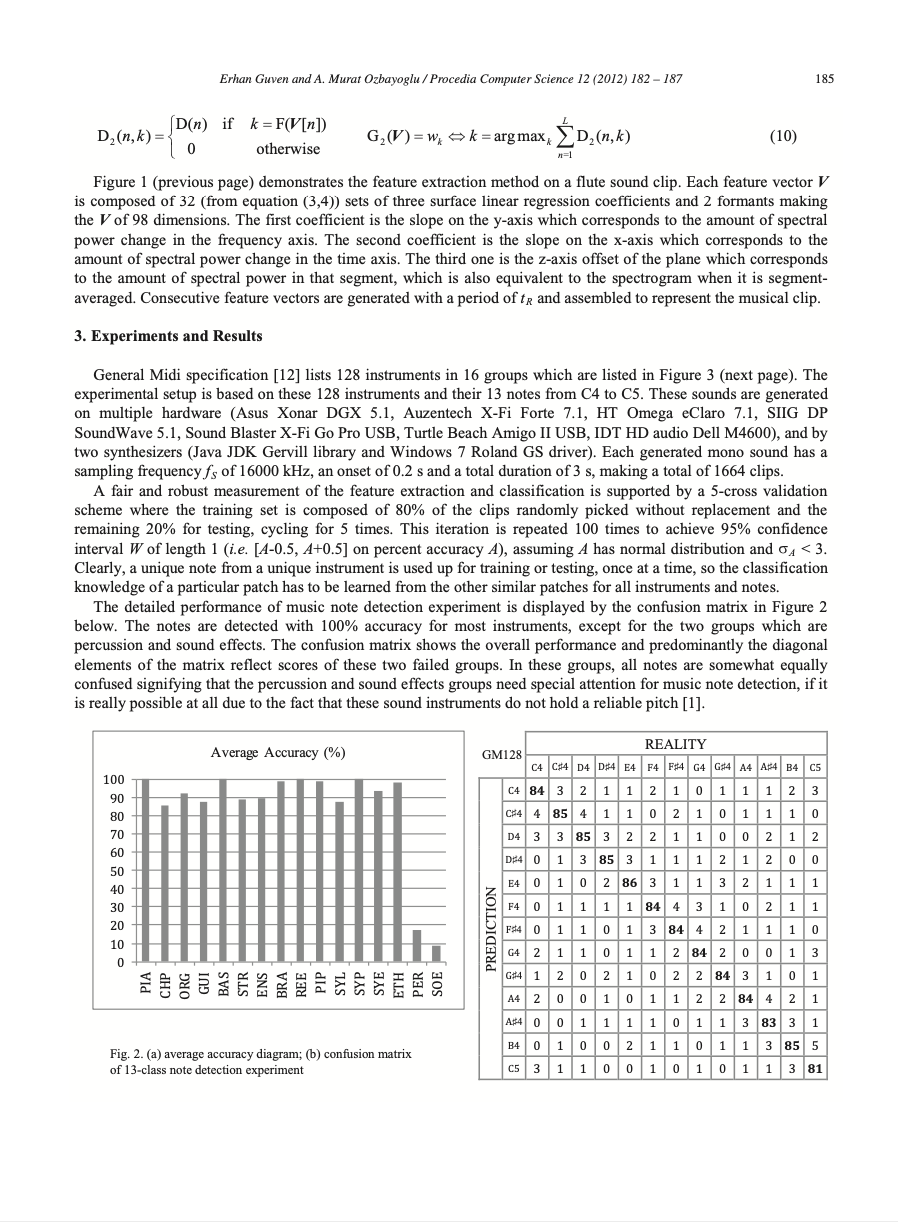 Erhan Guven and A. Murat Ozbayoglu / Procedia Computer Science 12 (2012) 182 – 187 185
D₂(n,k) = { D(n) if k = F(V[n]) G₂(V) = wₖ ⇔ k = arg maxₖ ∑ₙ₌₁ᴸ D₂(n,k) (10)
0 otherwise
Figure 1 (previous page) demonstrates the feature extraction method on a flute sound clip. Each feature vector V
is composed of 32 (from equation (3,4)) sets of three surface linear regression coefficients and 2 formants making
the V of 98 dimensions. The first coefficient is the slope on the y-axis which corresponds to the amount of spectral
power change in the frequency axis. The second coefficient is the slope on the x-axis which corresponds to the
amount of spectral power change in the time axis. The third one is the z-axis offset of the plane which corresponds
to the amount of spectral power in that segment, which is also equivalent to the spectrogram when it is segment-
averaged. Consecutive feature vectors are generated with a period of t_R and assembled to represent the musical clip.
3. Experiments and Results
General Midi specification [12] lists 128 instruments in 16 groups which are listed in Figure 3 (next page). The
experimental setup is based on these 128 instruments and their 13 notes from C4 to C5. These sounds are generated
on multiple hardware (Asus Xonar DGX 5.1, Auzentech X-Fi Forte 7.1, HT Omega eClaro 7.1, SIIG DP
SoundWave 5.1, Sound Blaster X-Fi Go Pro USB, Turtle Beach Amigo II USB, IDT HD audio Dell M4600), and by
two synthesizers (Java JDK Gervill library and Windows 7 Roland GS driver). Each generated mono sound has a
sampling frequency f_S of 16000 kHz, an onset of 0.2 s and a total duration of 3 s, making a total of 1664 clips.
A fair and robust measurement of the feature extraction and classification is supported by a 5-cross validation
scheme where the training set is composed of 80% of the clips randomly picked without replacement and the
remaining 20% for testing, cycling for 5 times. This iteration is repeated 100 times to achieve 95% confidence
interval W of length 1 (i.e. [A-0.5, A+0.5] on percent accuracy A), assuming A has normal distribution and σ_A < 3.
Clearly, a unique note from a unique instrument is used up for training or testing, once at a time, so the classification
knowledge of a particular patch has to be learned from the other similar patches for all instruments and notes.
The detailed performance of music note detection experiment is displayed by the confusion matrix in Figure 2
below. The notes are detected with 100% accuracy for most instruments, except for the two groups which are
percussion and sound effects. The confusion matrix shows the overall performance and predominantly the diagonal
elements of the matrix reflect scores of these two failed groups. In these groups, all notes are somewhat equally
confused signifying that the percussion and sound effects groups need special attention for music note detection, if it
is really possible at all due to the fact that these sound instruments do not hold a reliable pitch [1].
Average Accuracy (%)
100
90
80
70
60
50
40
30
20
10
0
PIA CHP ORG GUI BAS STR ENS BRA REE PIP SYL SYP SYE ETH PER SOE
Fig. 2. (a) average accuracy diagram; (b) confusion matrix
of 13-class note detection experiment
GM128 REALITY
C4 C♯4 D4 D♯4 E4 F4 F♯4 G4 G♯4 A4 A♯4 B4 C5
PREDICTION
C4 84 3 2 1 1 2 1 0 1 1 1 2 3
C♯4 4 85 4 1 1 0 2 1 0 1 1 1 0
D4 3 3 85 3 2 2 1 1 0 0 2 1 2
D♯4 0 1 3 85 3 1 1 1 2 1 2 0 0
E4 0 1 0 2 86 3 1 1 3 2 1 1 1
F4 0 1 1 1 1 84 4 3 1 0 2 1 1
F♯4 0 1 1 0 1 3 84 4 2 1 1 1 0
G4 2 1 1 0 1 1 2 84 2 0 0 1 3
G♯4 1 2 0 2 1 0 2 2 84 3 1 0 1
A4 2 0 0 1 0 1 1 2 2 84 4 2 1
A♯4 0 0 1 1 1 1 0 1 1 3 83 3 1
B4 0 1 0 0 2 1 1 0 1 1 3 85 5
C5 3 1 1 0 0 1 0 1 0 1 1 3 81